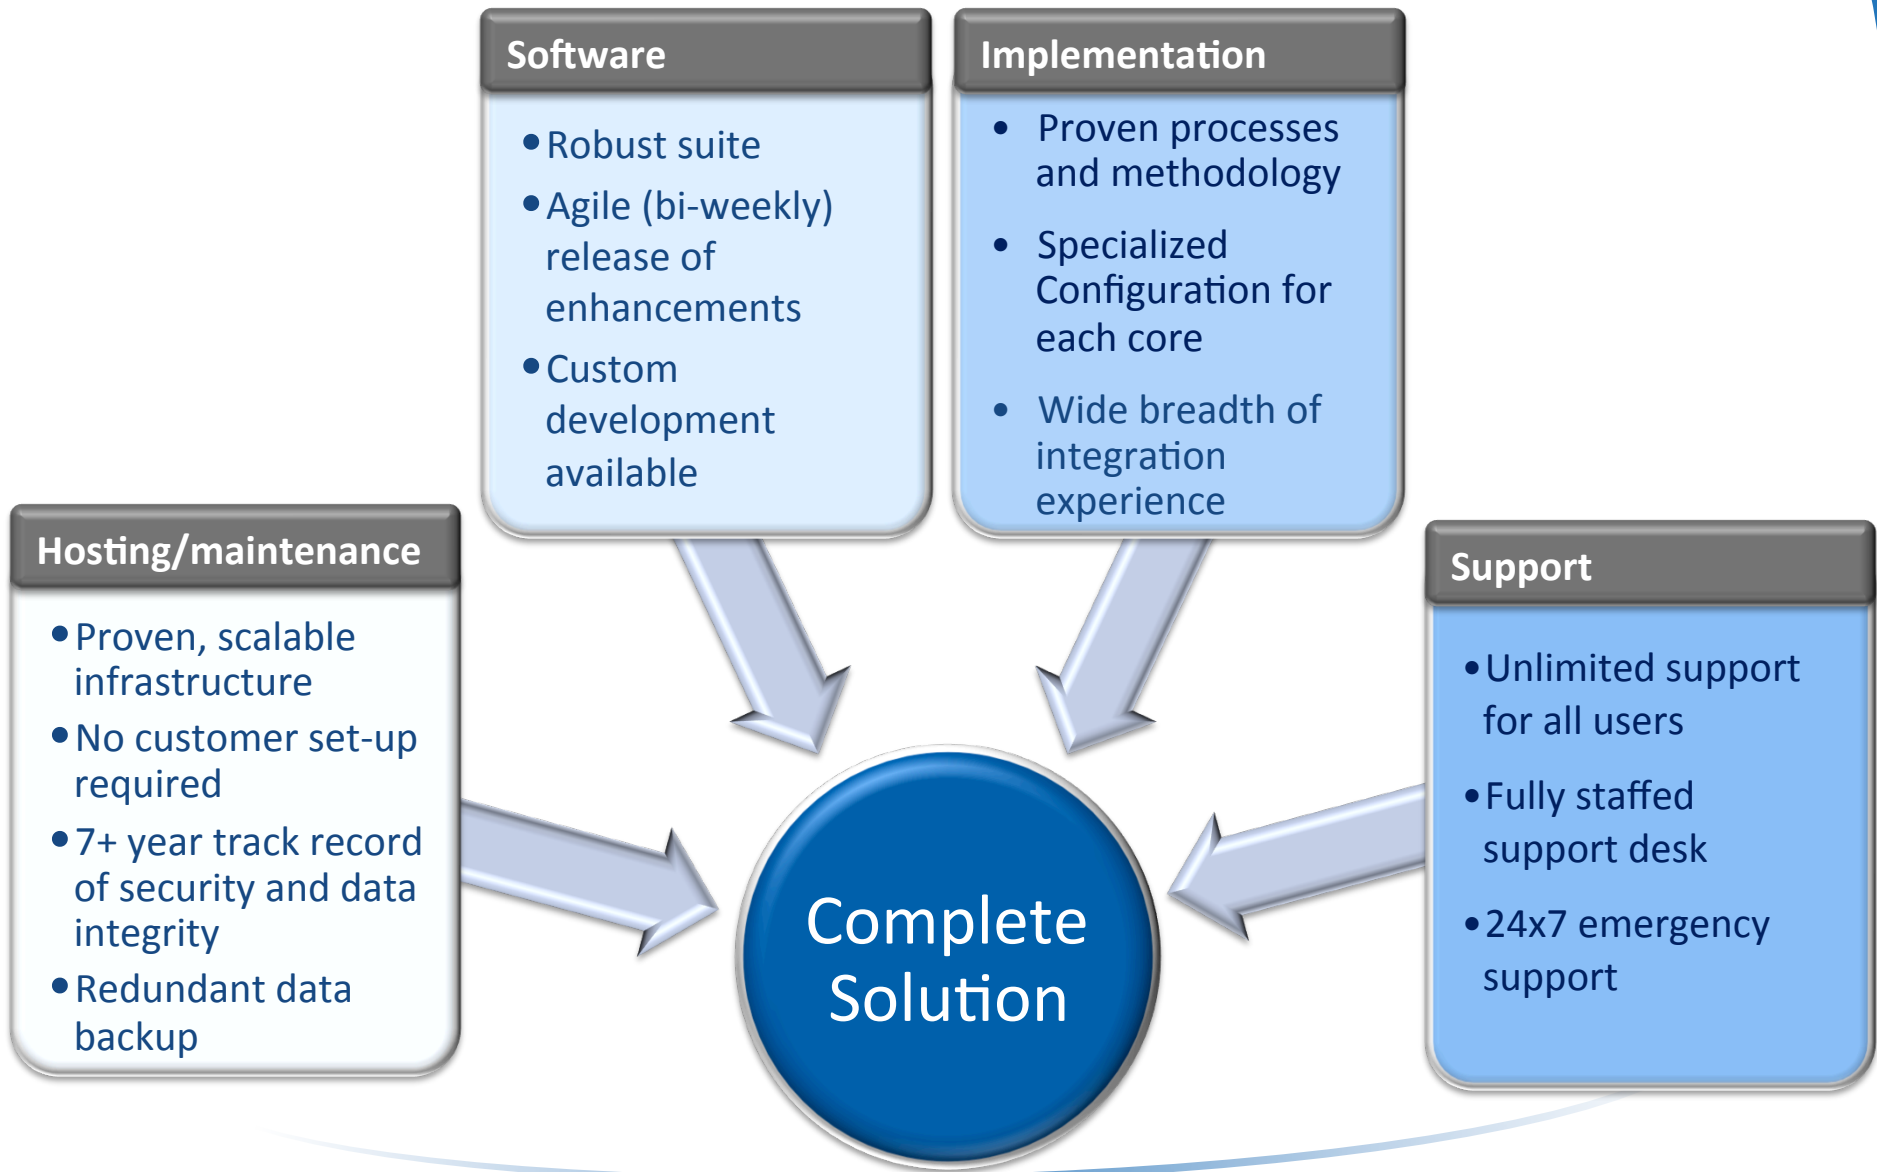 Software
• Robust suite
• Agile (bi-weekly)
release of
enhancements
• Custom
development
available
Implementation
• Proven processes
and methodology
• Specialized
Configuration for
each core
• Wide breadth of
integration
experience
Hosting/maintenance
• Proven, scalable
infrastructure
• No customer set-up
required
• 7+ year track record
of security and data
integrity
• Redundant data
backup
Support
• Unlimited support
for all users
• Fully staffed
support desk
• 24x7 emergency
support
Complete
Solution